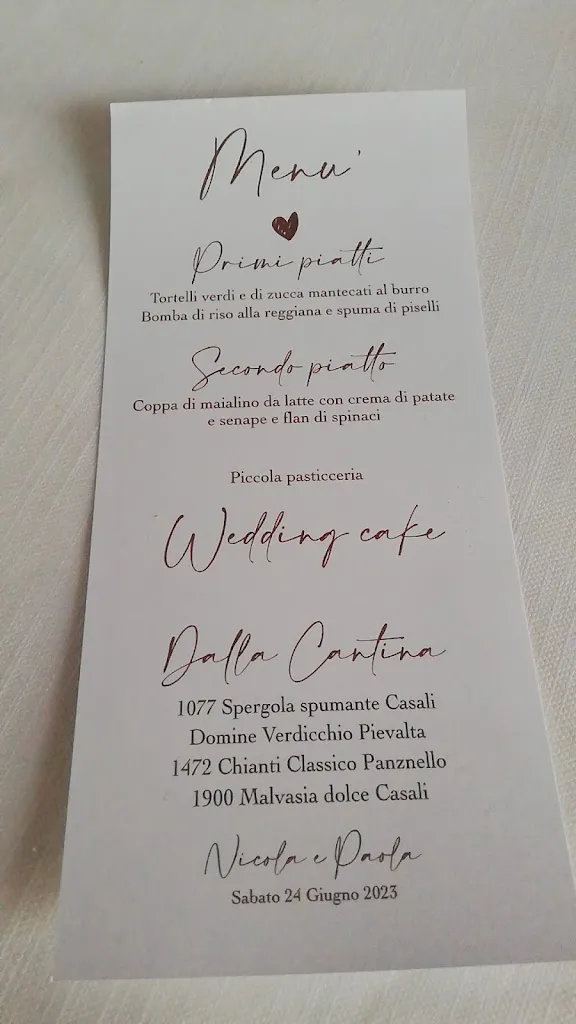 Menu'
Primi piatti
Tortelli verdi e di zucca mantecati al burro
Bomba di riso alla reggiana e spuma di piselli
Secondo piatto
Coppa di maialino da latte con crema di patate
e senape e flan di spinaci
Piccola pasticceria
Wedding cake
Dalla Cantina
1077 Spergola spumante Casali
Domine Verdicchio Pievalta
1472 Chianti Classico Panznello
1900 Malvasia dolce Casali
Nicola e Paola
Sabato 24 Giugno 2023